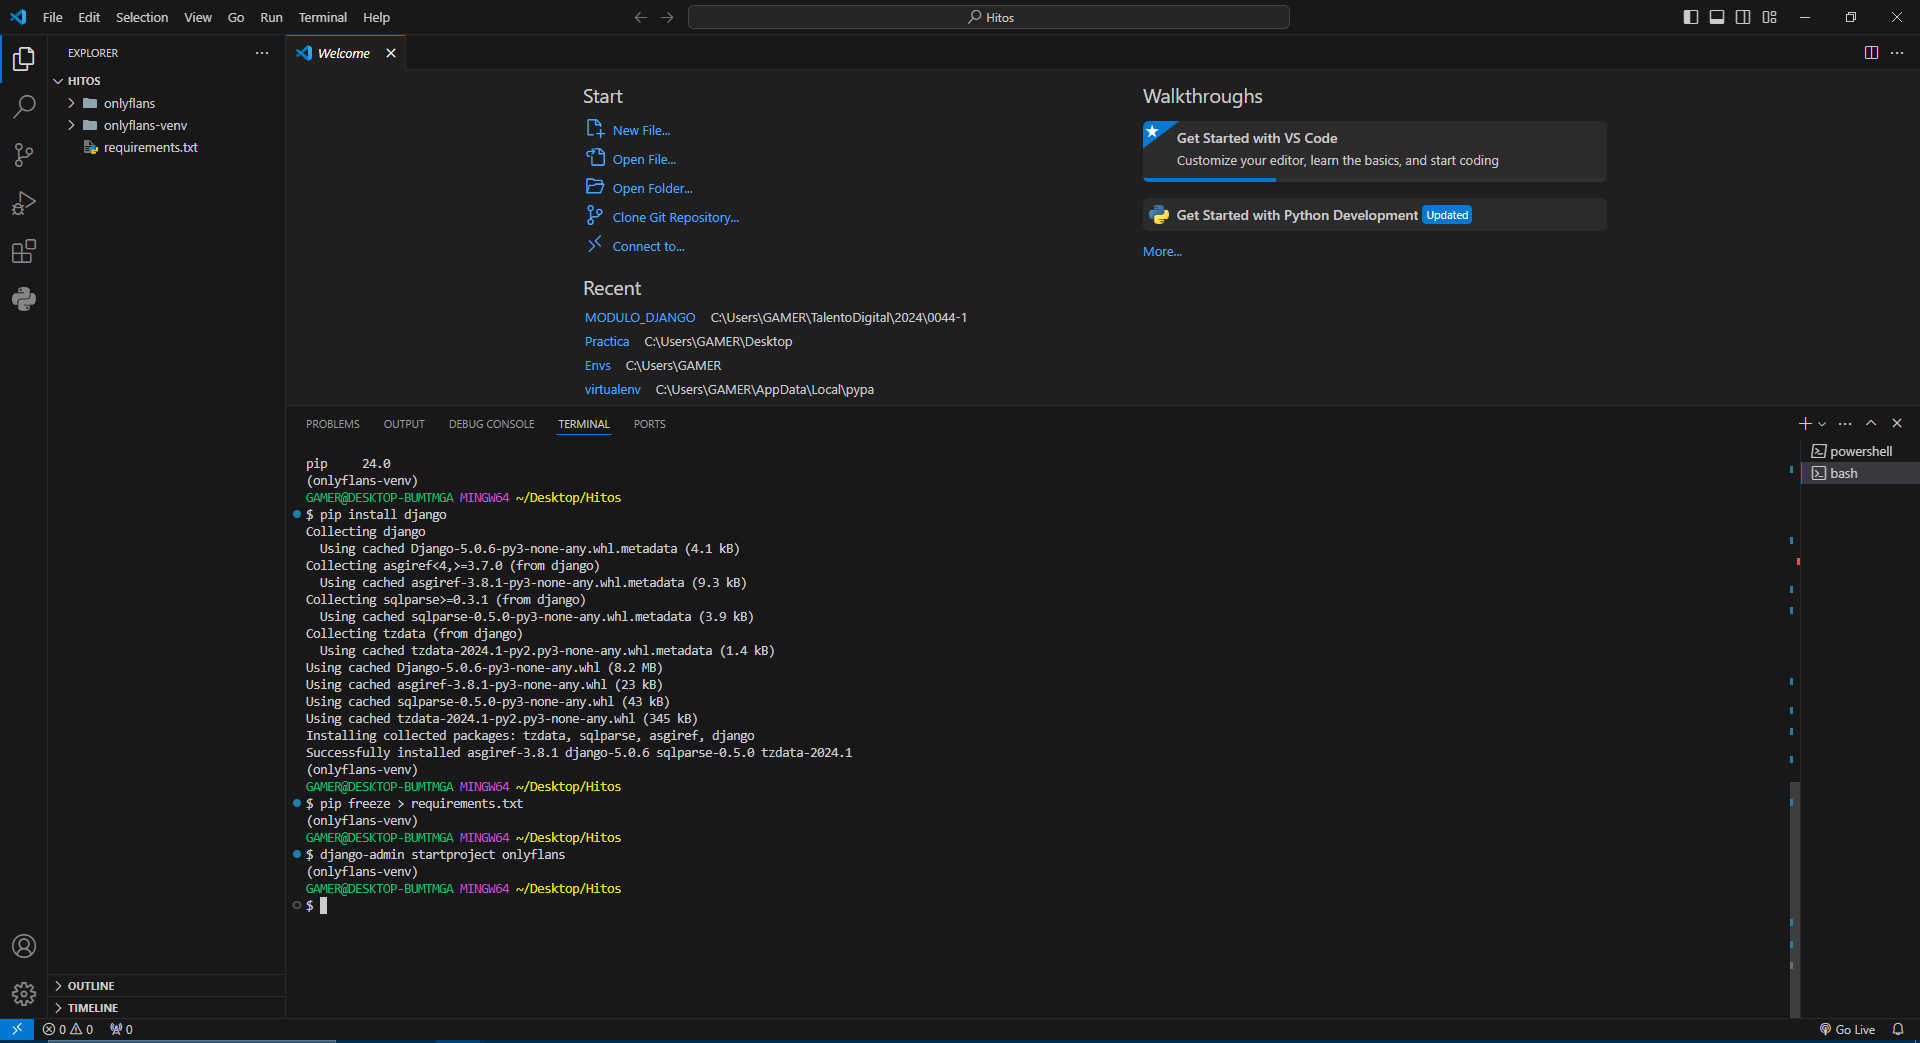 File Edit Selection View Go Run Terminal Help
Hitos
EXPLORER
HITOS
onlyflans
onlyflans-venv
requirements.txt
Welcome
Start
New File...
Open File...
Open Folder...
Clone Git Repository...
Connect to...
Recent
MODULO_DJANGO C:\Users\GAMER\TalentoDigital\2024\0044-1
Practica C:\Users\GAMER\Desktop
Envs C:\Users\GAMER
virtualenv C:\Users\GAMER\AppData\Local\pypa
Walkthroughs
Get Started with VS Code
Customize your editor, learn the basics, and start coding
Get Started with Python Development Updated
More...
PROBLEMS OUTPUT DEBUG CONSOLE TERMINAL PORTS
powershell
bash
pip 24.0
(onlyflans-venv)
GAMER@DESKTOP-BUMTMGA MINGW64 ~/Desktop/Hitos
$ pip install django
Collecting django
Using cached Django-5.0.6-py3-none-any.whl.metadata (4.1 kB)
Collecting asgiref<4,>=3.7.0 (from django)
Using cached asgiref-3.8.1-py3-none-any.whl.metadata (9.3 kB)
Collecting sqlparse>=0.3.1 (from django)
Using cached sqlparse-0.5.0-py3-none-any.whl.metadata (3.9 kB)
Collecting tzdata (from django)
Using cached tzdata-2024.1-py2.py3-none-any.whl.metadata (1.4 kB)
Using cached Django-5.0.6-py3-none-any.whl (8.2 MB)
Using cached asgiref-3.8.1-py3-none-any.whl (23 kB)
Using cached sqlparse-0.5.0-py3-none-any.whl (43 kB)
Using cached tzdata-2024.1-py2.py3-none-any.whl (345 kB)
Installing collected packages: tzdata, sqlparse, asgiref, django
Successfully installed asgiref-3.8.1 django-5.0.6 sqlparse-0.5.0 tzdata-2024.1
(onlyflans-venv)
GAMER@DESKTOP-BUMTMGA MINGW64 ~/Desktop/Hitos
$ pip freeze > requirements.txt
(onlyflans-venv)
GAMER@DESKTOP-BUMTMGA MINGW64 ~/Desktop/Hitos
$ django-admin startproject onlyflans
(onlyflans-venv)
GAMER@DESKTOP-BUMTMGA MINGW64 ~/Desktop/Hitos
$
OUTLINE
TIMELINE
0 0 0
Go Live